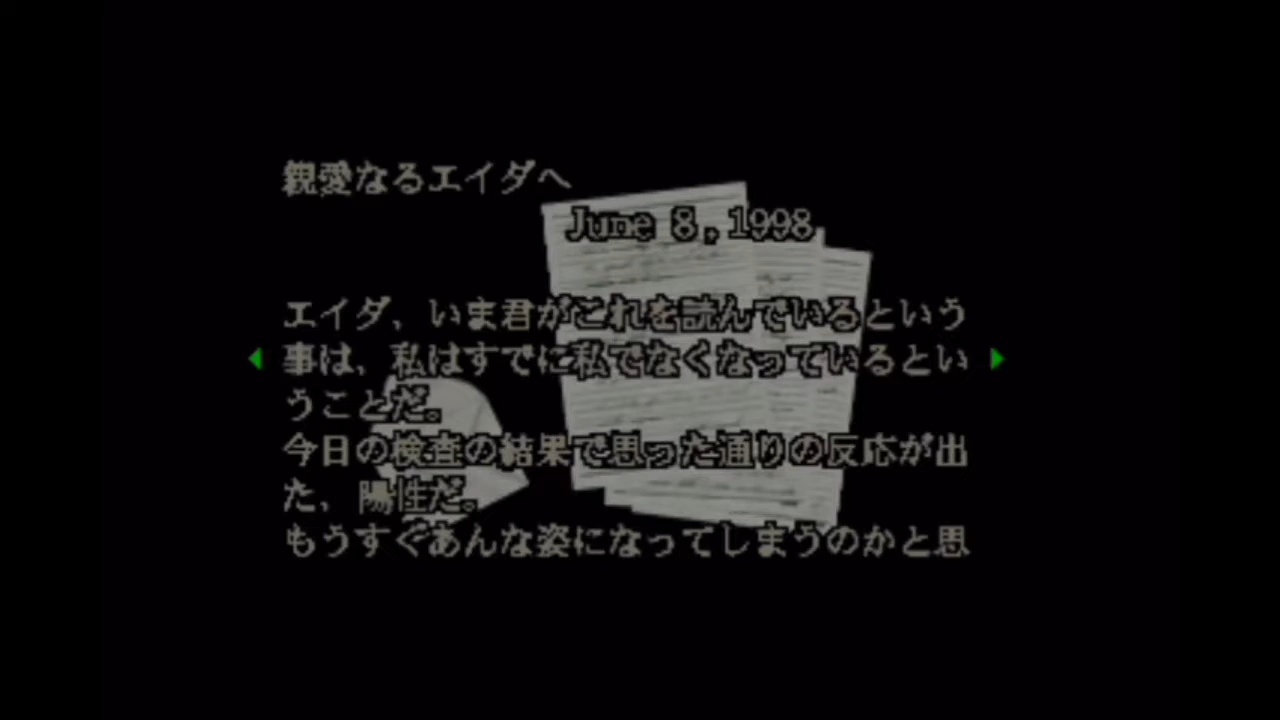 親愛なるエイダへ
June 8,1998
エイダ、いま君がこれを読んでいるという
事は、私はすでに私でなくなっているとい
うことだ。
今日の検査の結果で思った通りの反応が出
た、陽性だ。
もうすぐあんな姿になってしまうのかと思